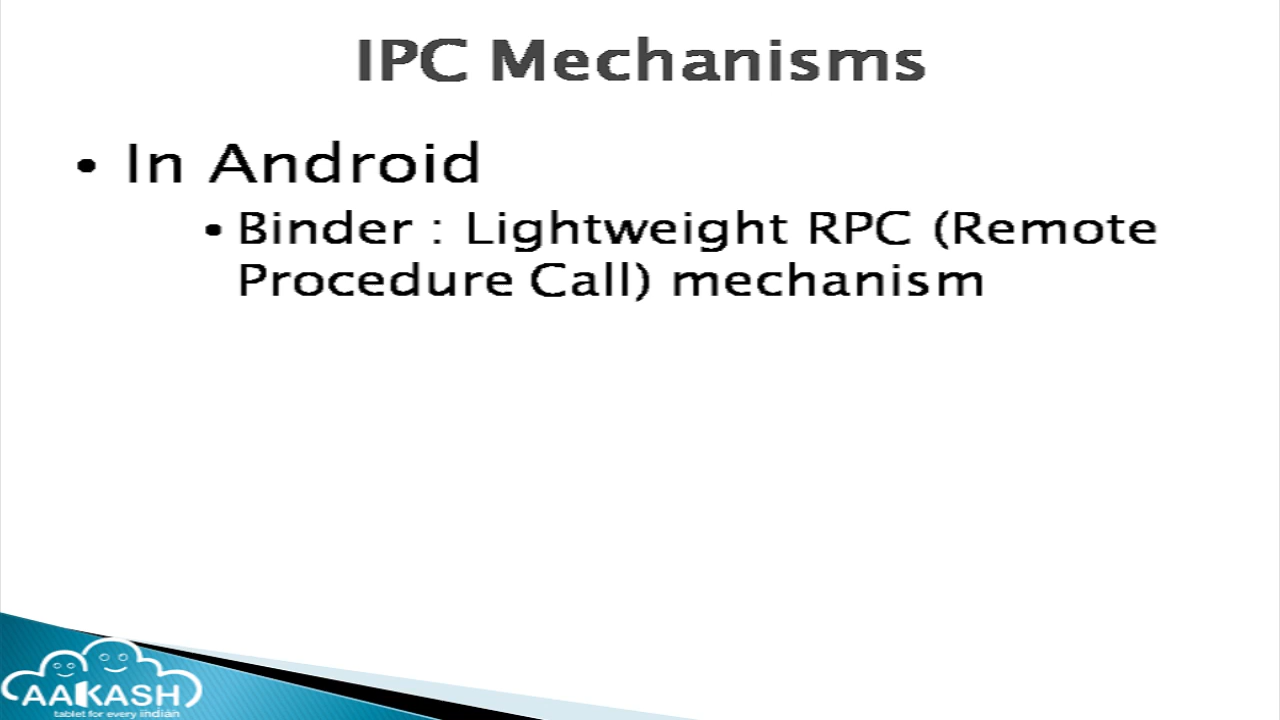 IPC Mechanisms
• In Android
• Binder : Lightweight RPC (Remote
Procedure Call) mechanism
AAKASH
tablet for every indian